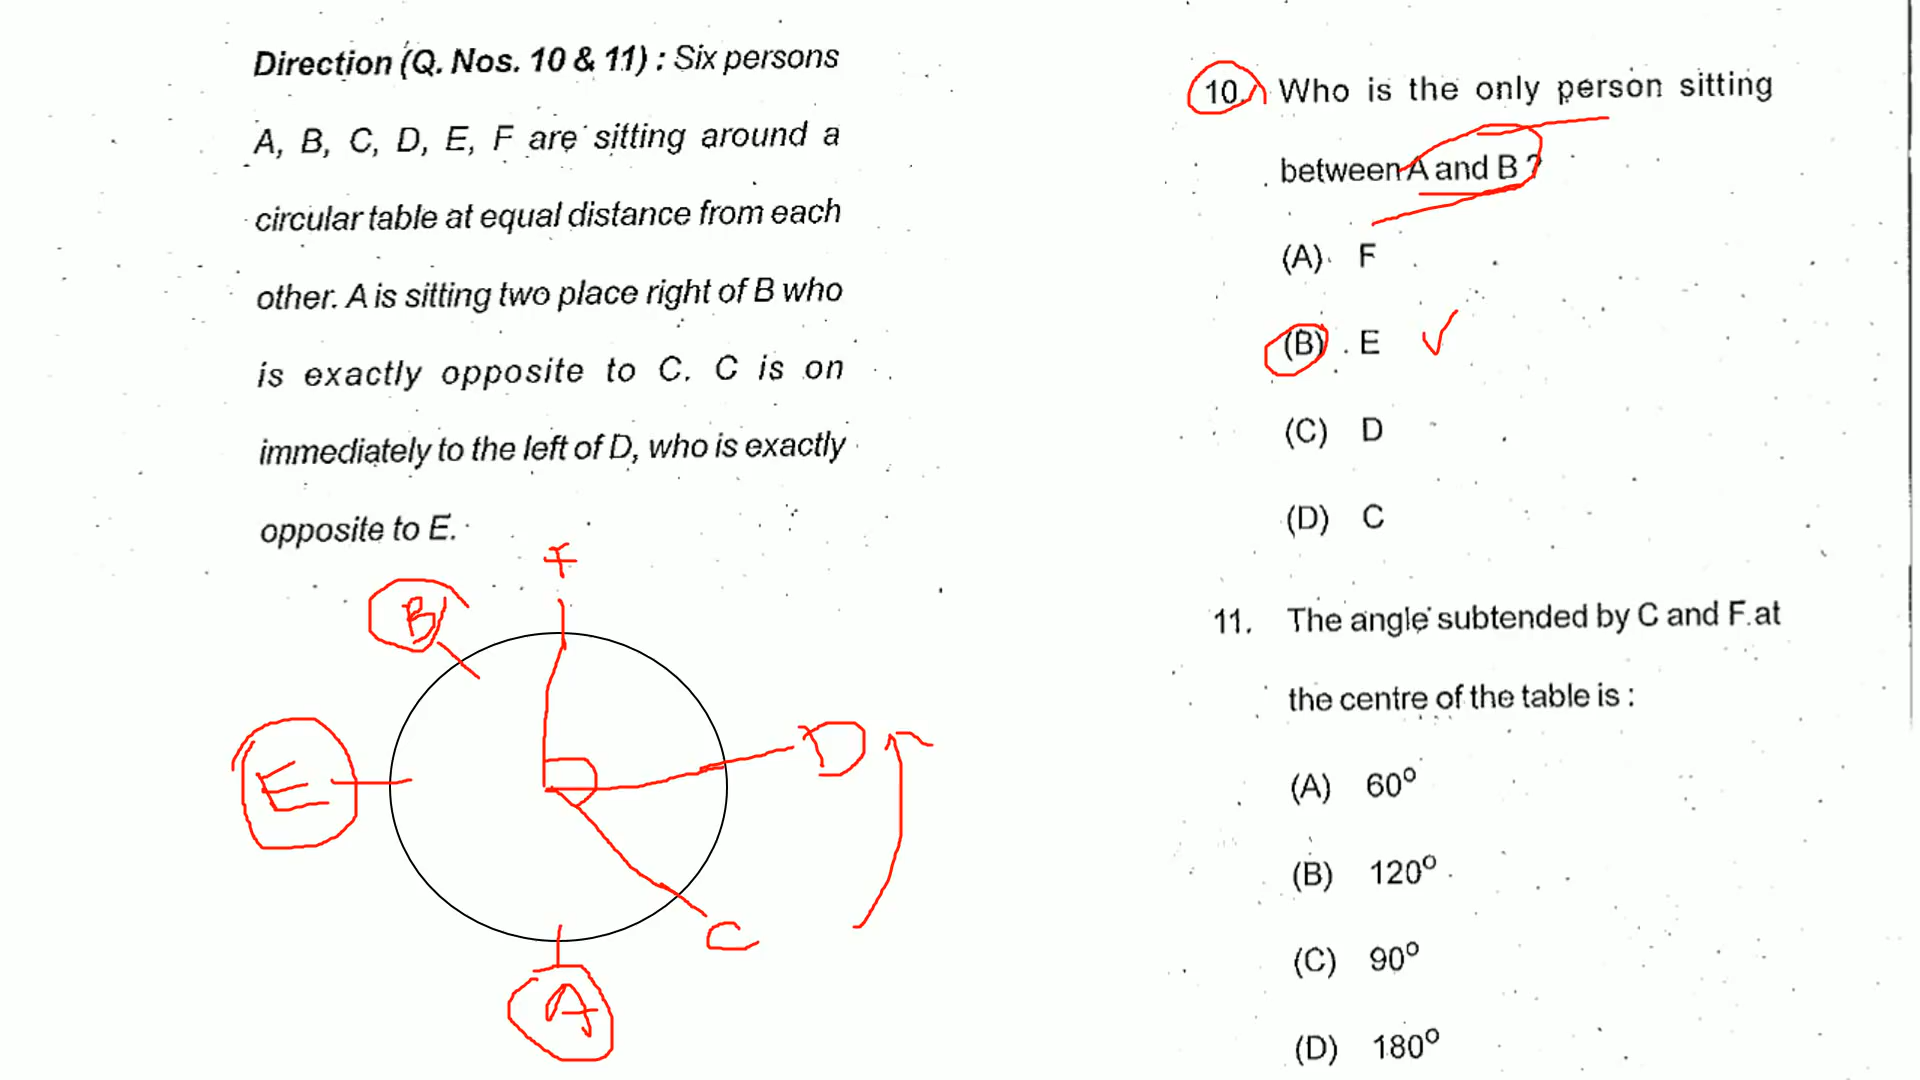 Direction (Q. Nos. 10 & 11) : Six persons
A, B, C, D, E, F are sitting around a
circular table at equal distance from each
other. A is sitting two place right of B who
is exactly opposite to C. C is on
immediately to the left of D, who is exactly
opposite to E.
F
B
D
E
C
A
10. Who is the only person sitting
between A and B ?
(A) F
(B) E
(C) D
(D) C
11. The angle subtended by C and F at
the centre of the table is :
(A) 60°
(B) 120°
(C) 90°
(D) 180°